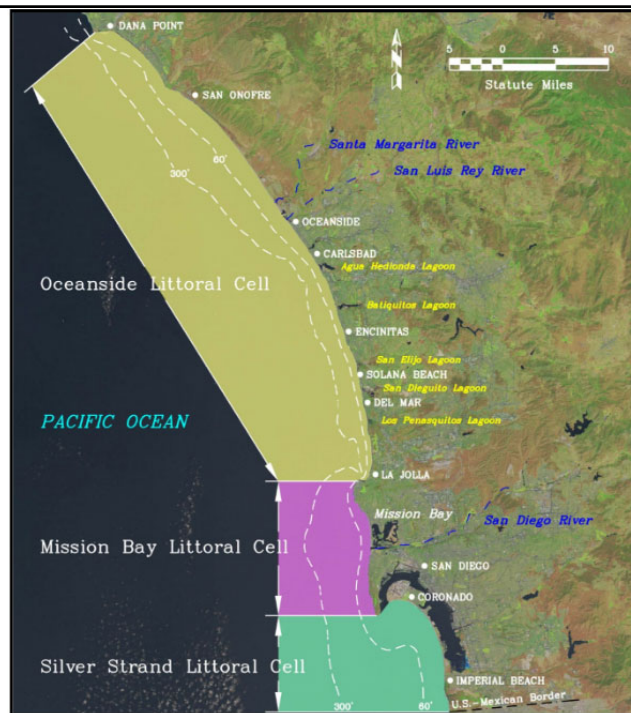 DANA POINT
5 0 5 10
Statute Miles
SAN ONOFRE
Santa Margarita River
San Luis Rey River
300' 60'
OCEANSIDE
CARLSBAD
Agua Hedionda Lagoon
Oceanside Littoral Cell
Batiquitos Lagoon
ENCINITAS
San Elijo Lagoon
SOLANA BEACH
San Dieguito Lagoon
DEL MAR
PACIFIC OCEAN
Los Penasquitos Lagoon
LA JOLLA
Mission Bay
San Diego River
Mission Bay Littoral Cell
SAN DIEGO
CORONADO
Silver Strand Littoral Cell
IMPERIAL BEACH
U.S.-Mexican Border
300' 60'